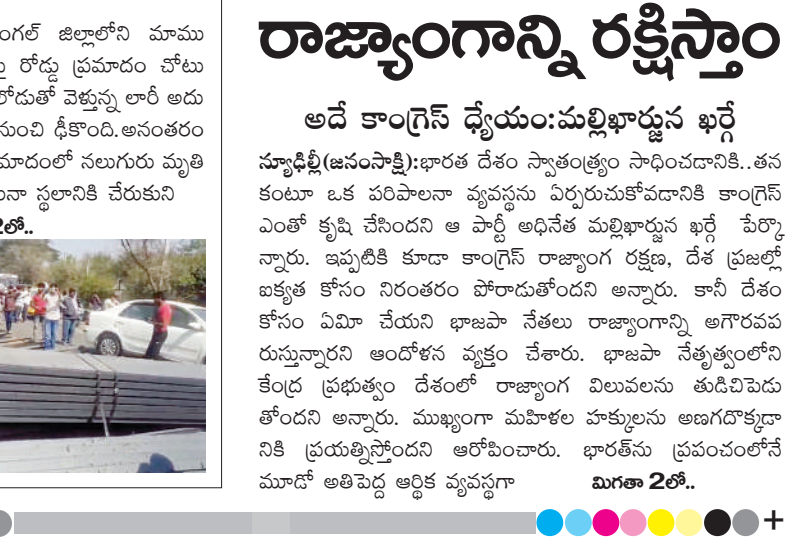 ంగల్ జిల్లాలోని మాము
రోడ్డు ప్రమాదం చోటు
లోడుతో వెళ్తున్న లారీ అదు
నుంచి ఢీకొంది.అనంతరం
మాదంలో నలుగురు మృతి
నా స్థలానికి చేరుకుని
2లో..
రాజ్యాంగాన్ని రక్షిస్తాం
అదే కాంగ్రెస్ ధ్యేయం:మల్లిఖార్జున ఖర్గే
న్యూఢిల్లీ(జనంసాక్షి):భారత దేశం స్వాతంత్ర్యం సాధించడానికి..తన
కంటూ ఒక పరిపాలనా వ్యవస్థను ఏర్పరుచుకోవడానికి కాంగ్రెస్
ఎంతో కృషి చేసిందని ఆ పార్టీ అధినేత మల్లిఖార్జున ఖర్గే పేర్కొ
న్నారు. ఇప్పటికి కూడా కాంగ్రెస్ రాజ్యాంగ రక్షణ, దేశ ప్రజల్లో
ఐక్యత కోసం నిరంతరం పోరాడుతోందని అన్నారు. కానీ దేశం
కోసం ఏమీ చేయని భాజపా నేతలు రాజ్యాంగాన్ని అగౌరవప
రుస్తున్నారని ఆందోళన వ్యక్తం చేశారు. భాజపా నేతృత్వంలోని
కేంద్ర ప్రభుత్వం దేశంలో రాజ్యాంగ విలువలను తుడిచిపెడు
తోందని అన్నారు. ముఖ్యంగా మహిళల హక్కులను అణగదొక్కడా
నికి ప్రయత్నిస్తోందని ఆరోపించారు. భారత్‌ను ప్రపంచంలోనే
మూడో అతిపెద్ద ఆర్థిక వ్యవస్థగా మిగతా 2లో..